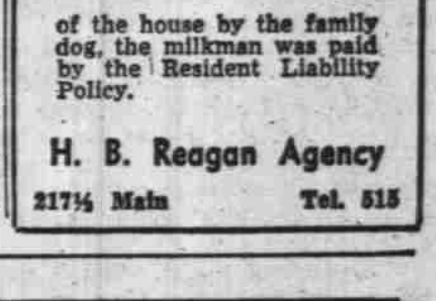 of the house by the family
dog, the milkman was paid
by the Resident Liability
Policy.
H. B. Reagan Agency
217½ Main Tel. 515